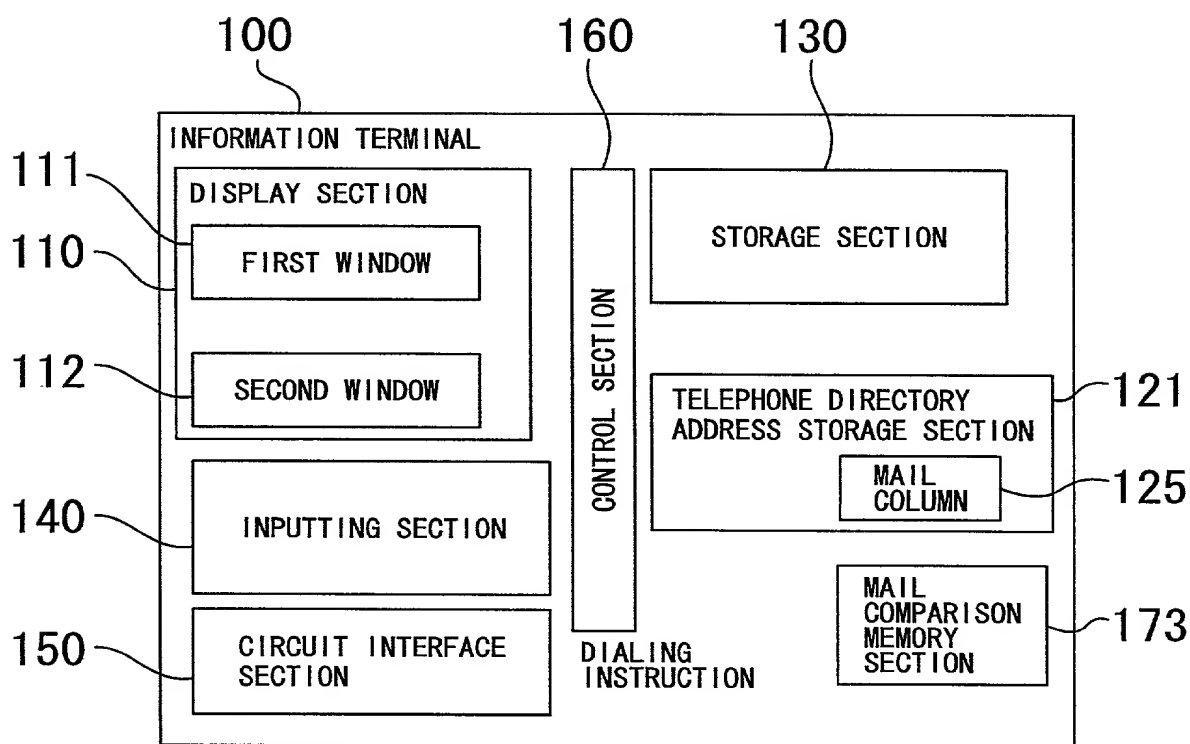 100
160
130
INFORMATION TERMINAL
111
DISPLAY SECTION
110
FIRST WINDOW
112
SECOND WINDOW
CONTROL SECTION
STORAGE SECTION
TELEPHONE DIRECTORY
ADDRESS STORAGE SECTION
121
MAIL
COLUMN
125
140
INPUTTING SECTION
150
CIRCUIT INTERFACE
SECTION
DIALING
INSTRUCTION
MAIL
COMPARISON
MEMORY
SECTION
173